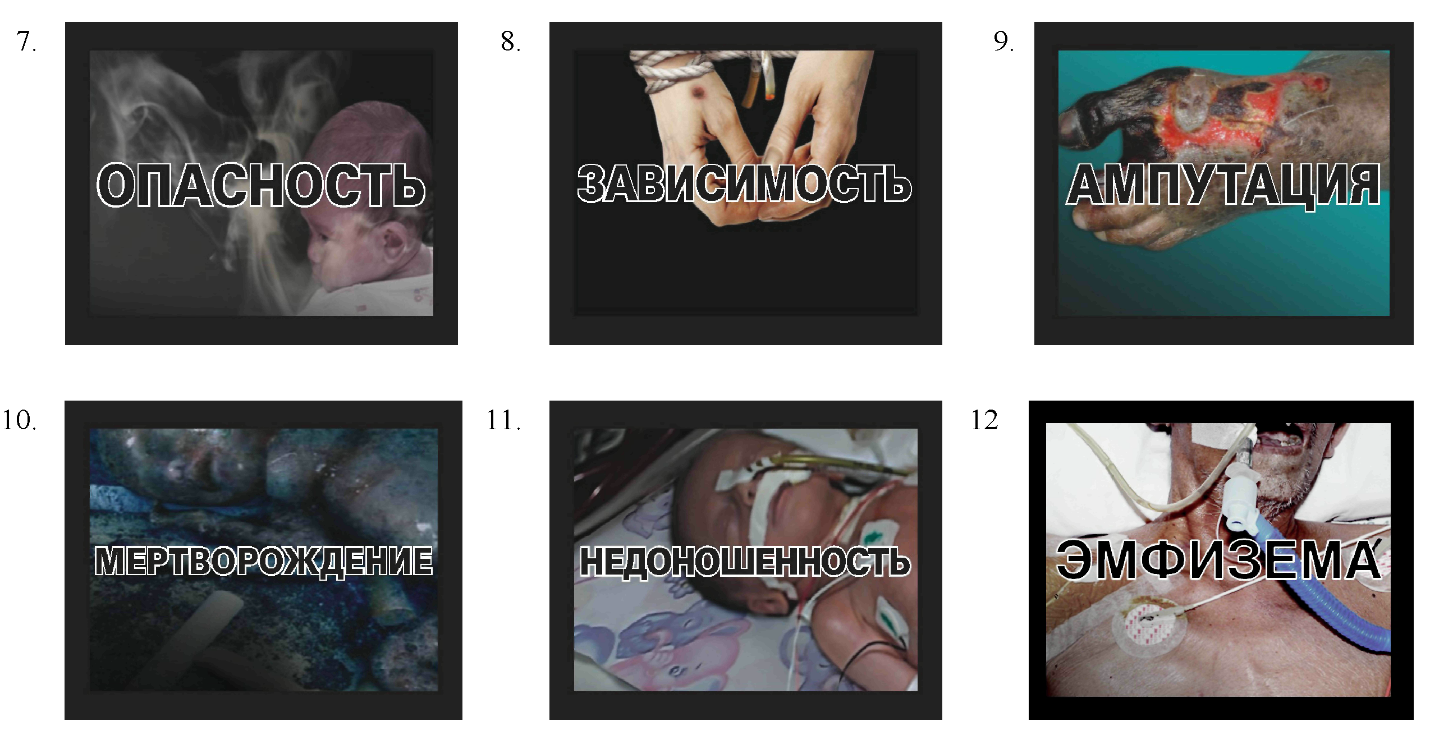 7.
ОПАСНОСТЬ
8.
ЗАВИСИМОСТЬ
9.
АМПУТАЦИЯ
10.
МЕРТВОРОЖДЕНИЕ
11.
НЕДОНОШЕННОСТЬ
12
ЭМФИЗЕМА